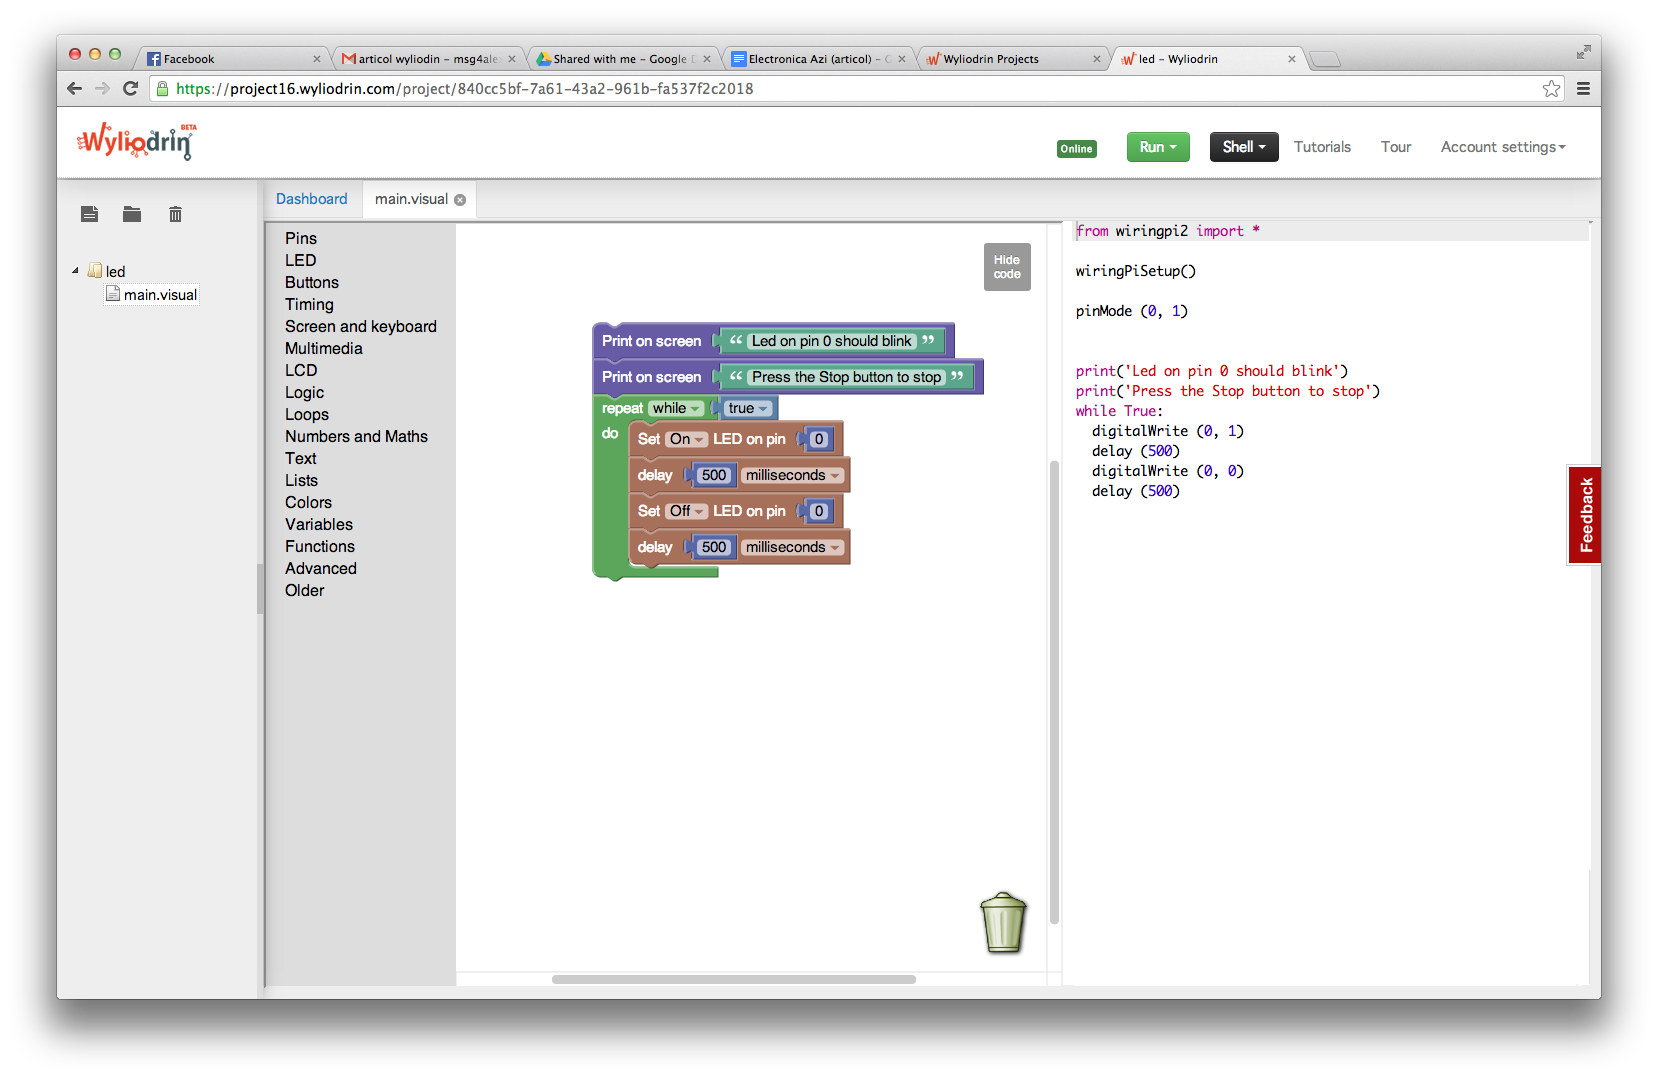 Facebook
articol wyliodin – msg4ale
Shared with me – Google D
Electronica Azi (articol) – G
Wyliodrin Projects
led – Wyliodrin
https://project16.wyliodrin.com/project/840cc5bf-7a61-43a2-961b-fa537f2c2018
Wyliodrin BETA
Online
Run
Shell
Tutorials
Tour
Account settings
Dashboard
main.visual
led
main.visual
Pins
LED
Buttons
Timing
Screen and keyboard
Multimedia
LCD
Logic
Loops
Numbers and Maths
Text
Lists
Colors
Variables
Functions
Advanced
Older
Hide
code
Print on screen “ Led on pin 0 should blink ”
Print on screen “ Press the Stop button to stop ”
repeat while true
do Set On LED on pin 0
delay 500 milliseconds
Set Off LED on pin 0
delay 500 milliseconds
from wiringpi2 import *
wiringPiSetup()
pinMode (0, 1)
print('Led on pin 0 should blink')
print('Press the Stop button to stop')
while True:
digitalWrite (0, 1)
delay (500)
digitalWrite (0, 0)
delay (500)
Feedback